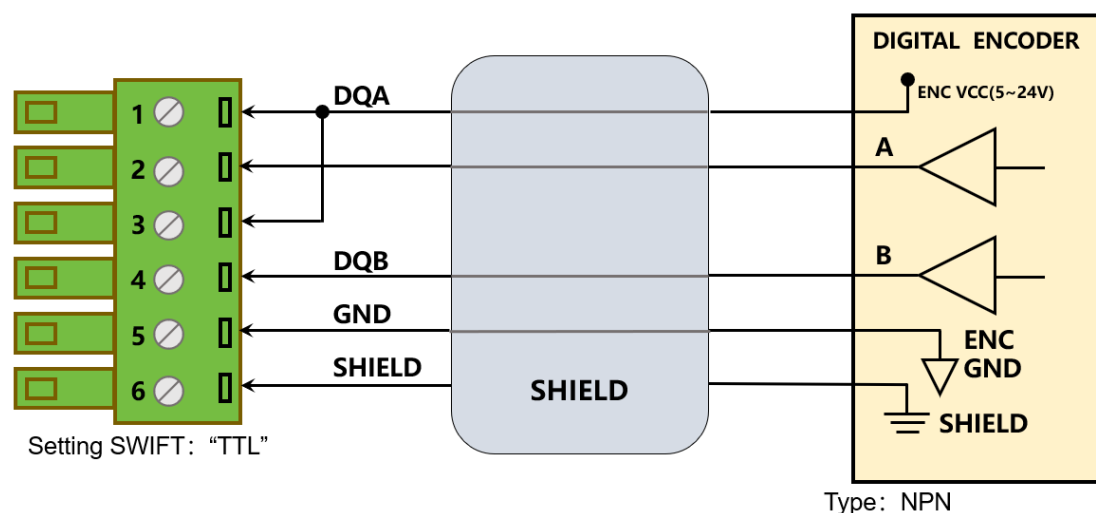 DIGITAL ENCODER
DQA
ENC VCC(5~24V)
1
A
2
3
DQB
B
4
GND
5
ENC
GND
SHIELD
6
SHIELD
SHIELD
Setting SWIFT： “TTL”
Type： NPN